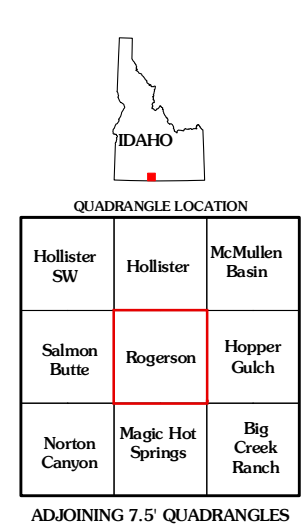 IDAHO
QUADRANGLE LOCATION
Hollister
SW
Hollister
McMullen
Basin
Salmon
Butte
Rogerson
Hopper
Gulch
Norton
Canyon
Magic Hot
Springs
Big
Creek
Ranch
ADJOINING 7.5' QUADRANGLES